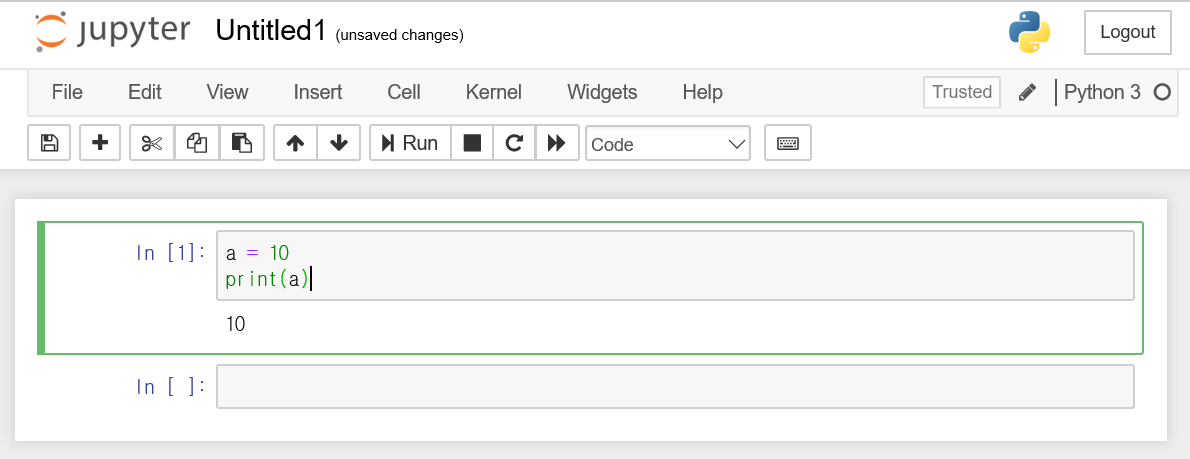 jupyter Untitled1 (unsaved changes) Logout
File Edit View Insert Cell Kernel Widgets Help Trusted Python 3
Run Code
In [1]: a = 10
print(a)
10
In [ ]: